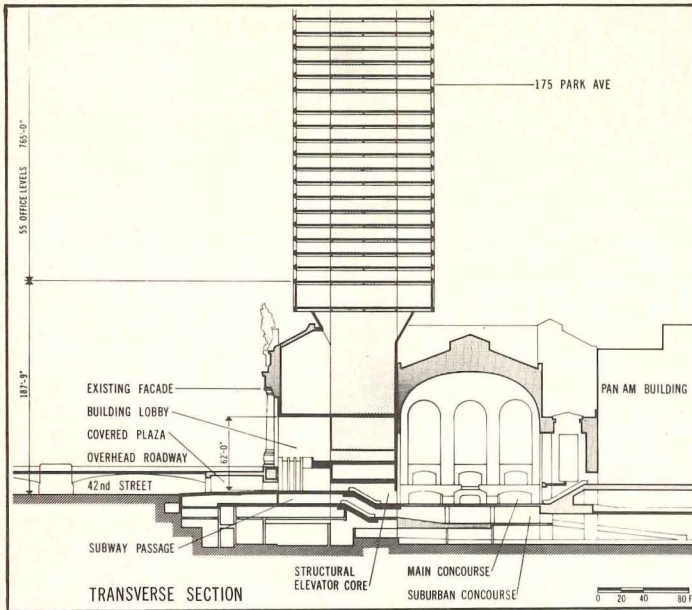 175 PARK AVE
55 OFFICE LEVELS 765'-0"
187'-9"
EXISTING FACADE
BUILDING LOBBY
COVERED PLAZA
OVERHEAD ROADWAY
42nd STREET
62'-0"
PAN AM BUILDING
SUBWAY PASSAGE
STRUCTURAL
ELEVATOR CORE
MAIN CONCOURSE
SUBURBAN CONCOURSE
TRANSVERSE SECTION
0 20 40 80 F